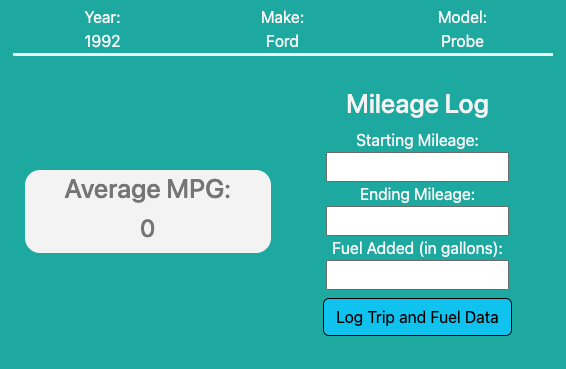 Year: Make: Model:
1992 Ford Probe
Mileage Log
Starting Mileage:
Average MPG:
0
Ending Mileage:
Fuel Added (in gallons):
Log Trip and Fuel Data